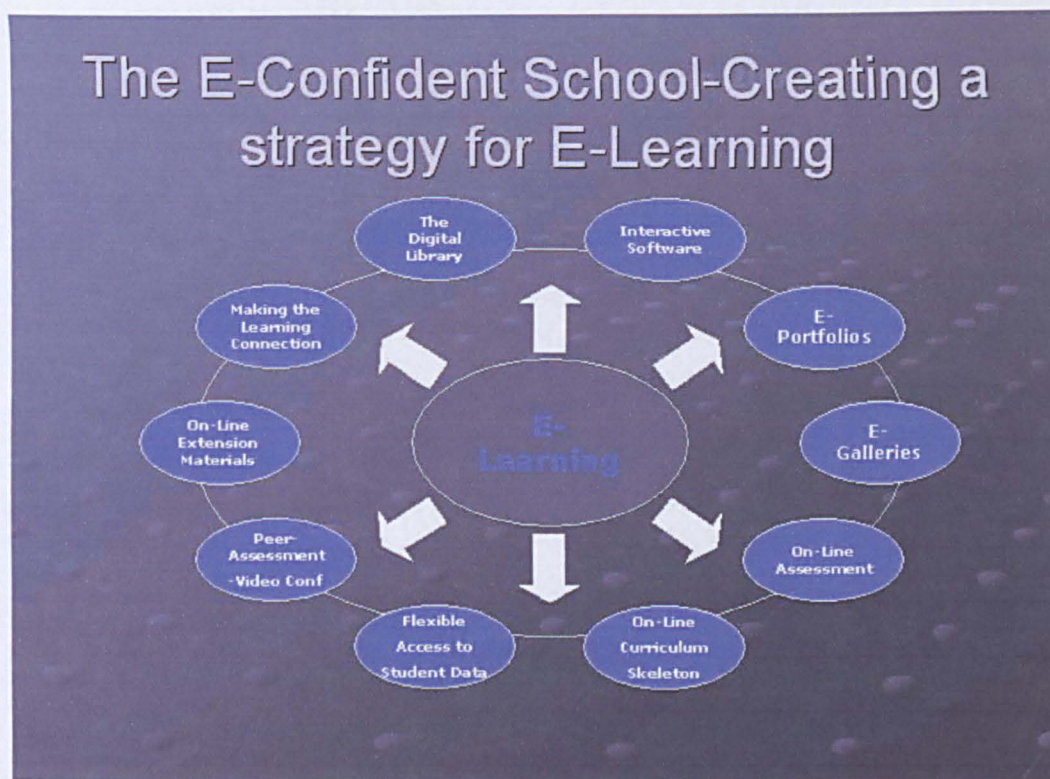 The E-Confident School-Creating a
strategy for E-Learning
The
Digital
Library
Interactive
Software
Making the
Learning
Connection
E-
Portfolios
On-Line
Extension
Materials
E-
Laarning
E-
Galleries
Peer-
Assessment
-Video Conf
On-Line
Assessment
Flexible
Access to
Student Data
On-Line
Curriculum
Skeleton